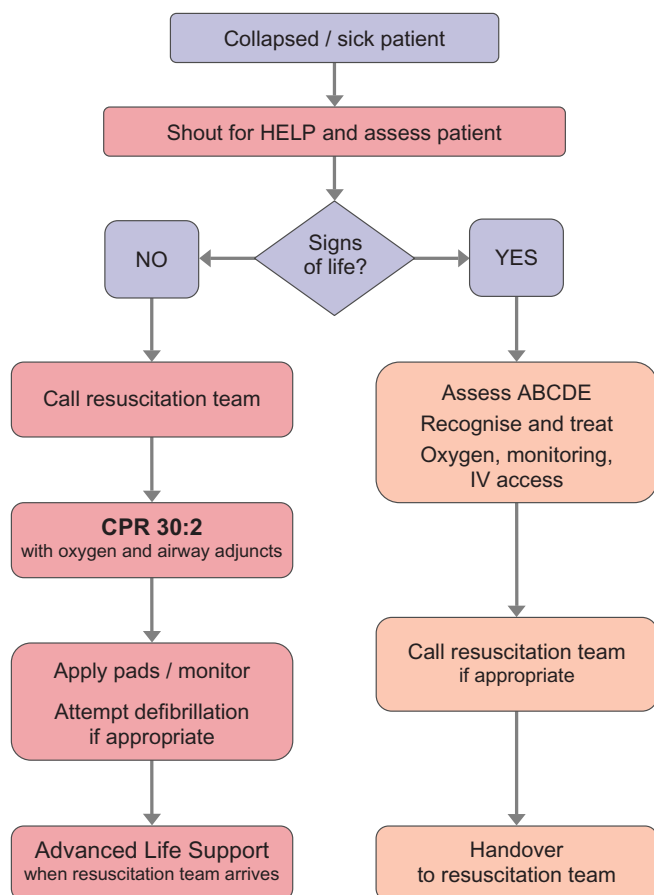 Collapsed / sick patient
Shout for HELP and assess patient
Signs
of life?
NO
YES
Call resuscitation team
CPR 30:2
with oxygen and airway adjuncts
Apply pads / monitor
Attempt defibrillation
if appropriate
Advanced Life Support
when resuscitation team arrives
Assess ABCDE
Recognise and treat
Oxygen, monitoring,
IV access
Call resuscitation team
if appropriate
Handover
to resuscitation team